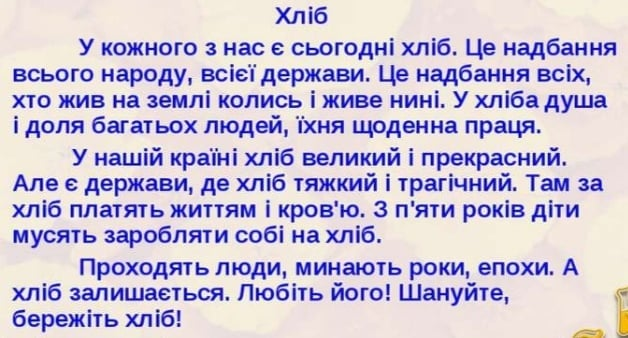 Хліб
У кожного з нас є сьогодні хліб. Це надбання
всього народу, всієї держави. Це надбання всіх,
хто жив на землі колись і живе нині. У хліба душа
і доля багатьох людей, їхня щоденна праця.
У нашій країні хліб великий і прекрасний.
Але є держави, де хліб тяжкий і трагічний. Там за
хліб платять життям і кров'ю. З п'яти років діти
мусять заробляти собі на хліб.
Проходять люди, минають роки, епохи. А
хліб залишається. Любіть його! Шануйте,
бережіть хліб!